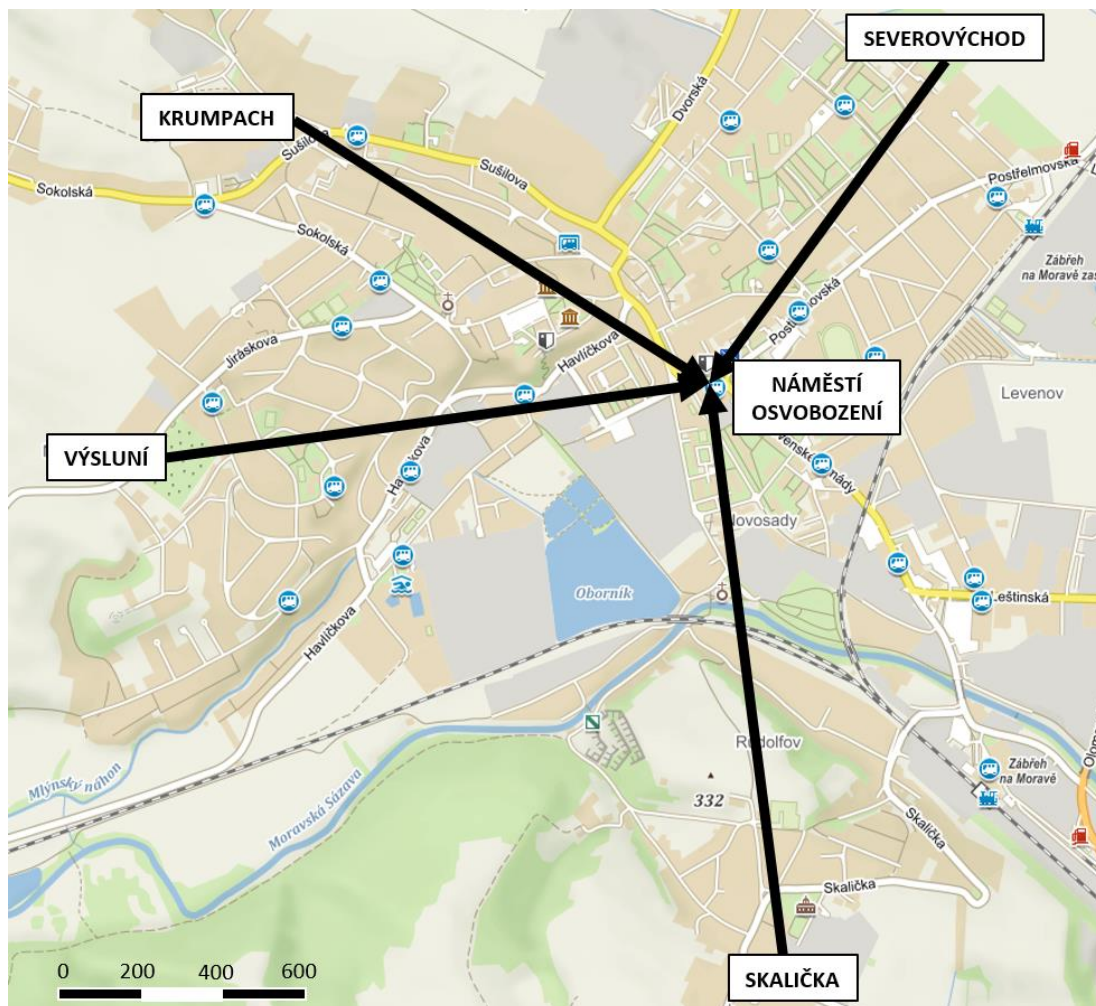 SEVEROVÝCHOD
KRUMPACH
Dvorská
Sušilova
Sušilova
Sokolská
Postřelmovská
Sokolská
Zábřeh
na Moravě zas
Havlíčkova
Jiráskova
NÁMĚSTÍ
OSVOBOZENÍ
Levenov
VÝSLUNÍ
Novosady
Oborník
Leštinská
Havlíčkova
Rudolfov
Mlýnský náhon
Moravská Sázava
Zábřeh
na Moravě
332
Skalička
Skalička
SKALIČKA
0 200 400 600